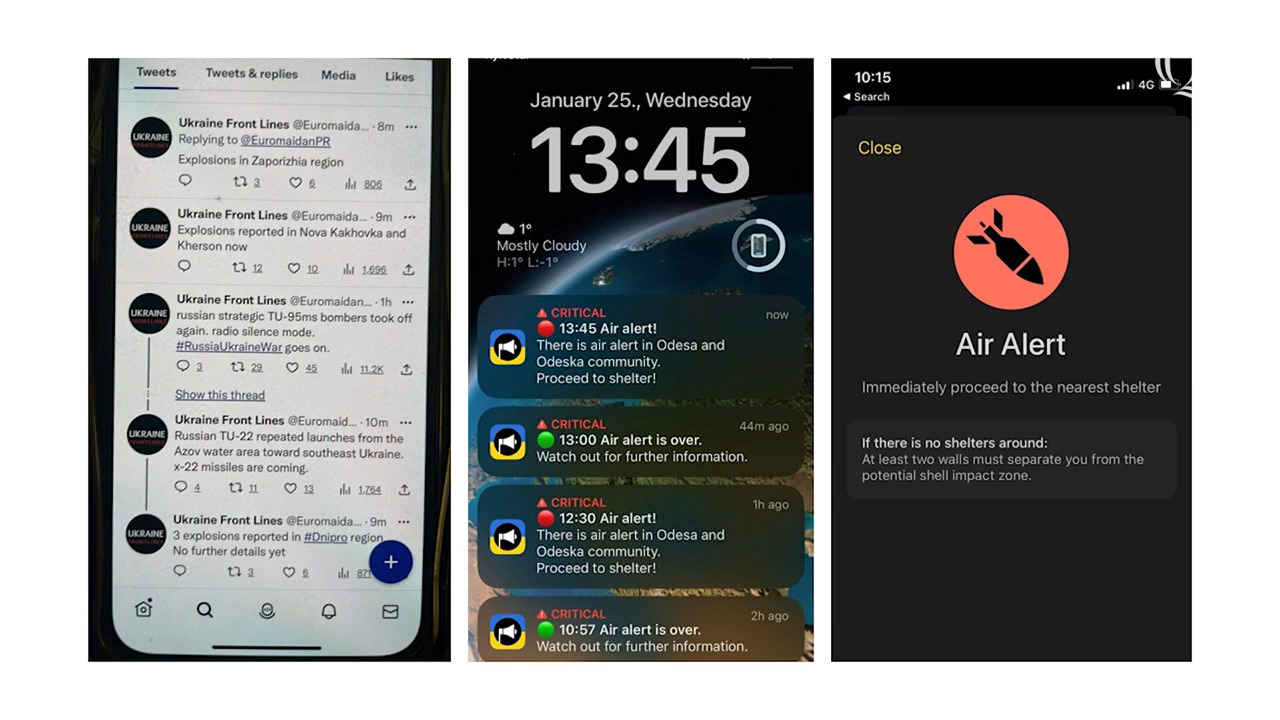 Tweets
Tweets & replies
Media
Likes
UKRAINE
FRONTLINES
Ukraine Front Lines @Euromaida... · 8m
Replying to @EuromaidanPR
Explosions in Zaporizhia region
3
6
806
UKRAINE
FRONTLINES
Ukraine Front Lines @Euromaida... · 9m
Explosions reported in Nova Kakhovka and
Kherson now
12
10
1,696
UKRAINE
FRONTLINES
Ukraine Front Lines @Euromaidan... · 1h
russian strategic TU-95ms bombers took off
again. radio silence mode.
#RussiaUkraineWar goes on.
3
29
45
11.2K
Show this thread
UKRAINE
FRONTLINES
Ukraine Front Lines @Euromaid... · 10m
Russian TU-22 repeated launches from the
Azov water area toward southeast Ukraine.
x-22 missiles are coming.
4
11
13
1,764
UKRAINE
FRONTLINES
Ukraine Front Lines @Euromaida... · 9m
3 explosions reported in #Dnipro region
No further details yet
3
6
871
January 25., Wednesday
13:45
1°
Mostly Cloudy
H:1° L:-1°
CRITICAL
now
13:45 Air alert!
There is air alert in Odesa and
Odeska community.
Proceed to shelter!
CRITICAL
44m ago
13:00 Air alert is over.
Watch out for further information.
CRITICAL
1h ago
12:30 Air alert!
There is air alert in Odesa and
Odeska community.
Proceed to shelter!
CRITICAL
2h ago
10:57 Air alert is over.
Watch out for further information.
10:15
4G
Search
Close
Air Alert
Immediately proceed to the nearest shelter
If there is no shelters around:
At least two walls must separate you from the
potential shell impact zone.